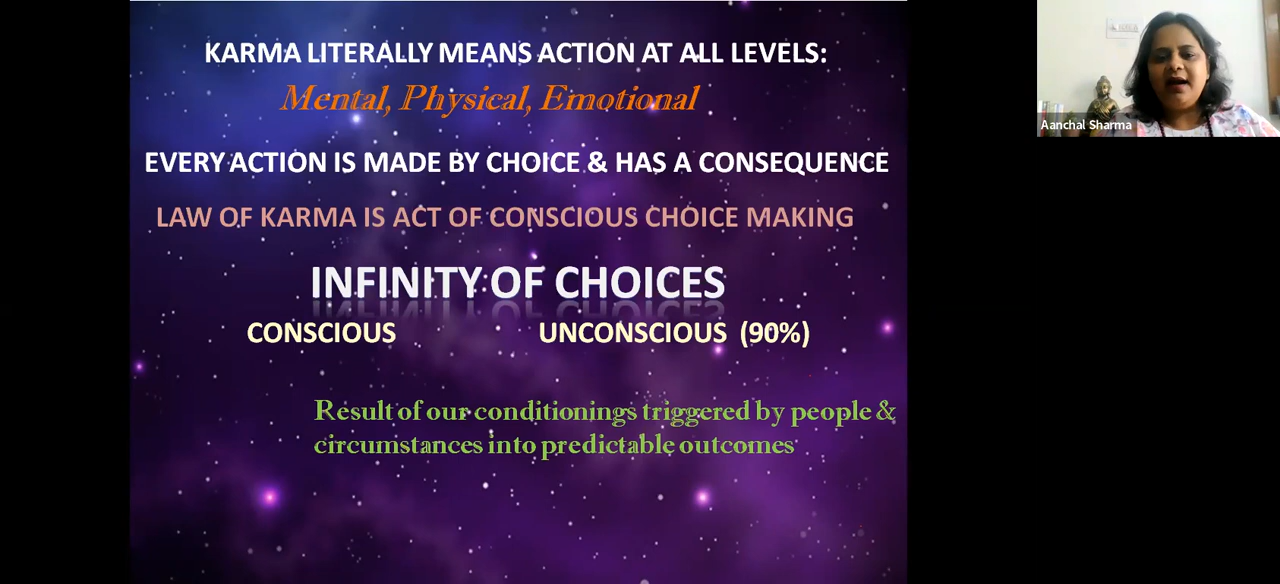 KARMA LITERALLY MEANS ACTION AT ALL LEVELS:
Mental, Physical, Emotional
EVERY ACTION IS MADE BY CHOICE & HAS A CONSEQUENCE
LAW OF KARMA IS ACT OF CONSCIOUS CHOICE MAKING
INFINITY OF CHOICES
CONSCIOUS UNCONSCIOUS (90%)
Result of our conditionings triggered by people &
circumstances into predictable outcomes
Aanchal Sharma